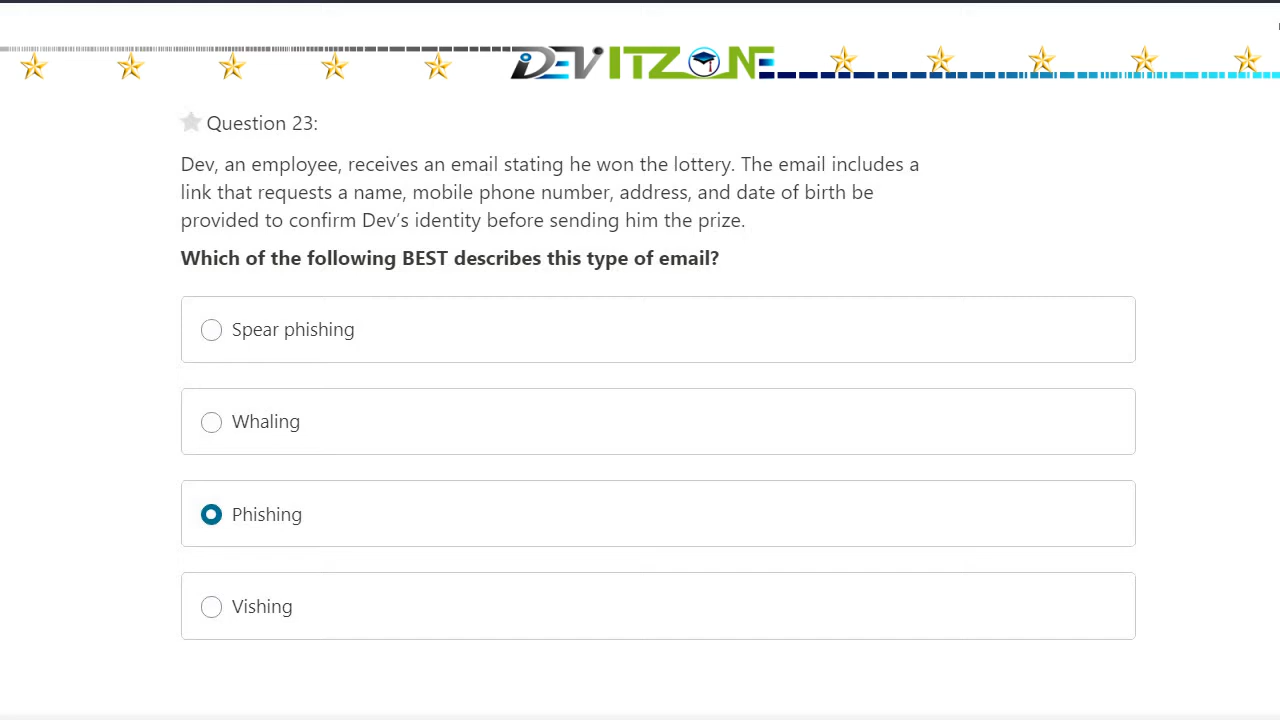 DEV ITZONE
Question 23:
Dev, an employee, receives an email stating he won the lottery. The email includes a
link that requests a name, mobile phone number, address, and date of birth be
provided to confirm Dev’s identity before sending him the prize.
Which of the following BEST describes this type of email?
Spear phishing
Whaling
Phishing
Vishing